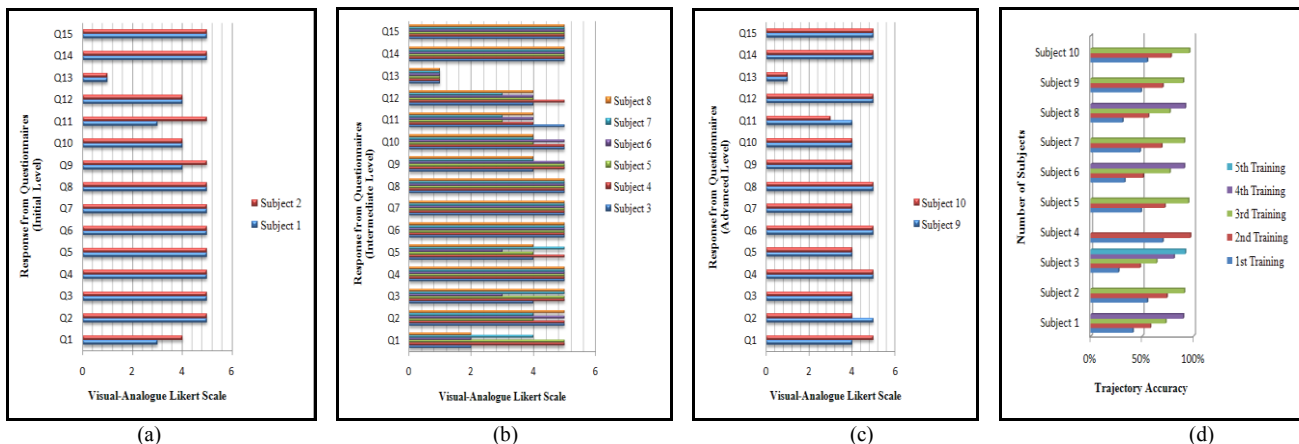 Response from Questionnaries
(Initial Level)
Q15
Q14
Q13
Q12
Q11
Q10
Q9
Q8
Q7
Q6
Q5
Q4
Q3
Q2
Q1
0 2 4 6
Visual-Analogue Likert Scale
Subject 2
Subject 1
(a)
Response from Questionnaires
(Intermediate Level)
Q15
Q14
Q13
Q12
Q11
Q10
Q9
Q8
Q7
Q6
Q5
Q4
Q3
Q2
Q1
0 2 4 6
Visual-Analogue Likert Scale
Subject 8
Subject 7
Subject 6
Subject 5
Subject 4
Subject 3
(b)
Response from Questionnaires
(Advanced Level)
Q15
Q14
Q13
Q12
Q11
Q10
Q9
Q8
Q7
Q6
Q5
Q4
Q3
Q2
Q1
0 2 4 6
Visual-Analogue Likert Scale
Subject 10
Subject 9
(c)
Number of Subjects
Subject 10
Subject 9
Subject 8
Subject 7
Subject 6
Subject 5
Subject 4
Subject 3
Subject 2
Subject 1
0% 50% 100%
Trajectory Accuracy
5th Training
4th Training
3rd Training
2nd Training
1st Training
(d)